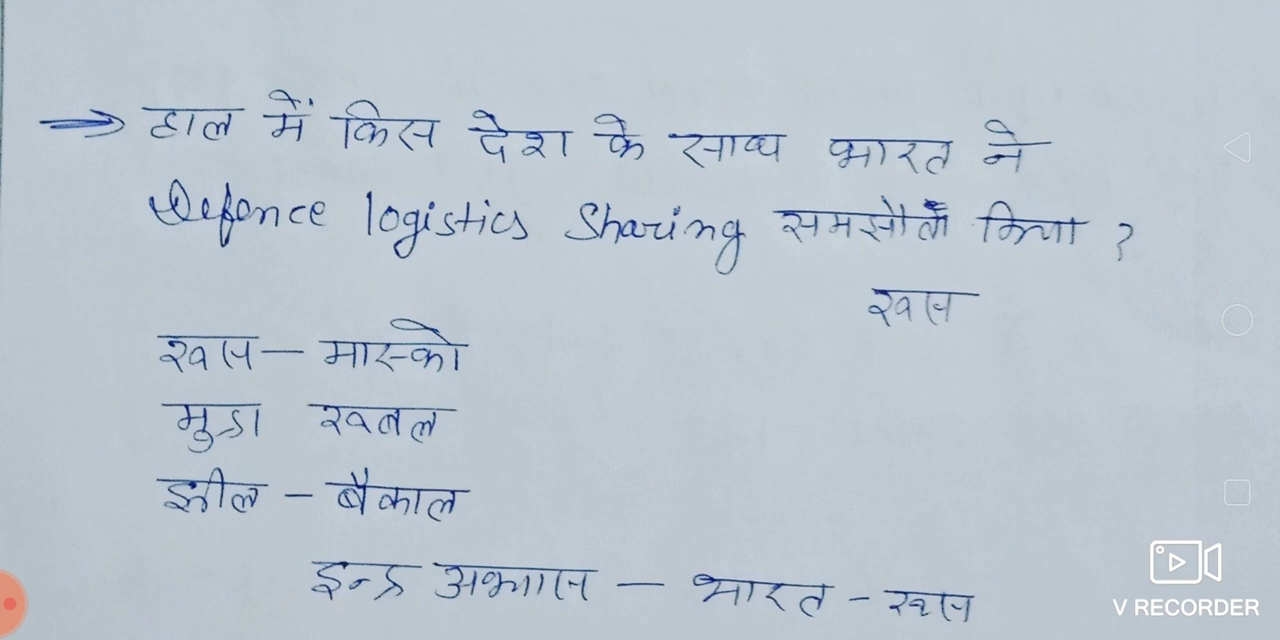 → हाल में किस देश के साथ भारत ने
Defence logistics Sharing समझौता किया ?
रूस
रूस – मास्को
मुद्रा रूबल
झील – बैकाल
इन्द्र अभ्यास – भारत – रूस
V RECORDER